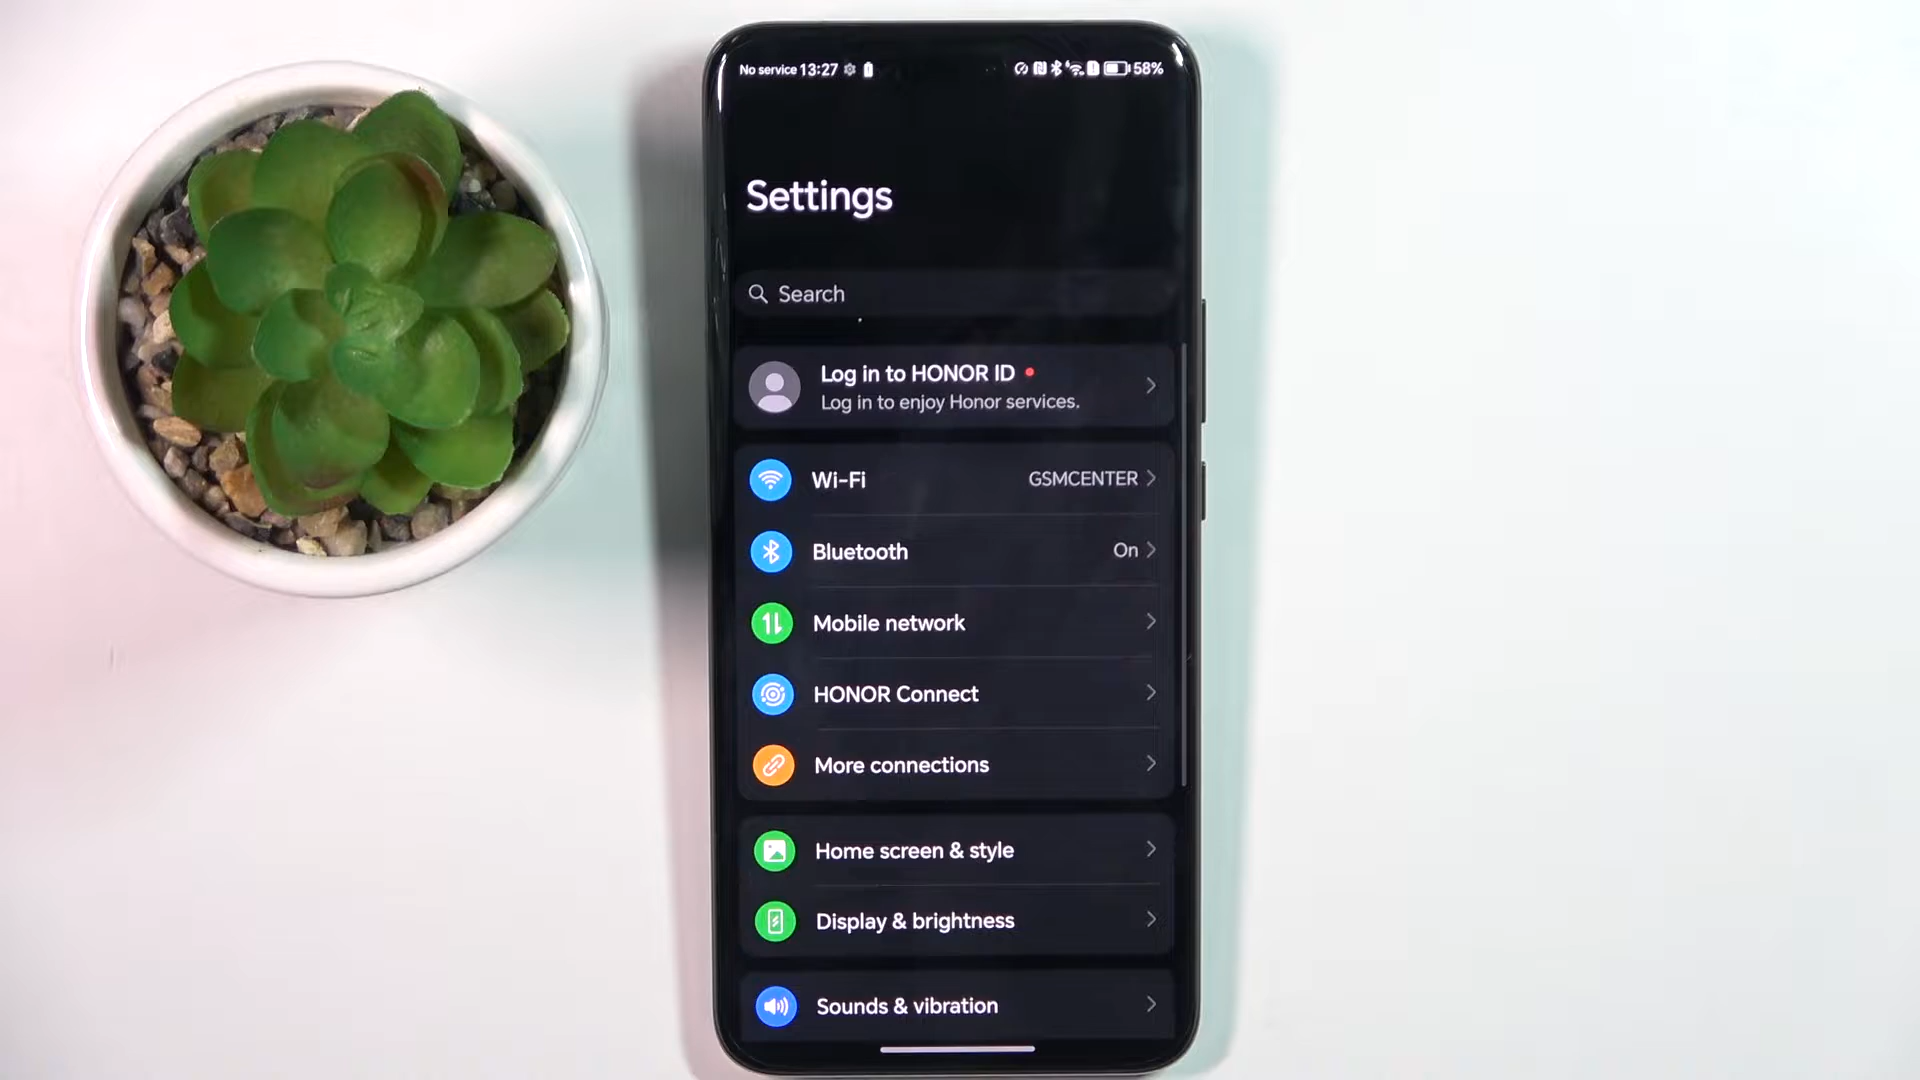 No service 13:27 58%
Settings
Search
Log in to HONOR ID
Log in to enjoy Honor services.
Wi-Fi GSMCENTER
Bluetooth On
Mobile network
HONOR Connect
More connections
Home screen & style
Display & brightness
Sounds & vibration